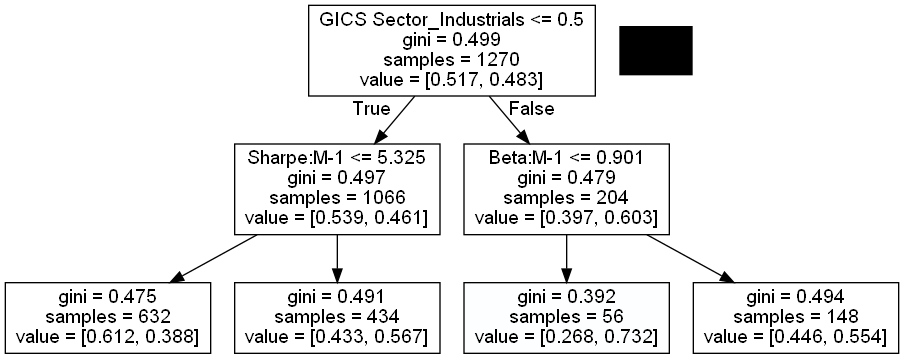 GICS Sector_Industrials <= 0.5
gini = 0.499
samples = 1270
value = [0.517, 0.483]
True
False
Sharpe:M-1 <= 5.325
gini = 0.497
samples = 1066
value = [0.539, 0.461]
Beta:M-1 <= 0.901
gini = 0.479
samples = 204
value = [0.397, 0.603]
gini = 0.475
samples = 632
value = [0.612, 0.388]
gini = 0.491
samples = 434
value = [0.433, 0.567]
gini = 0.392
samples = 56
value = [0.268, 0.732]
gini = 0.494
samples = 148
value = [0.446, 0.554]